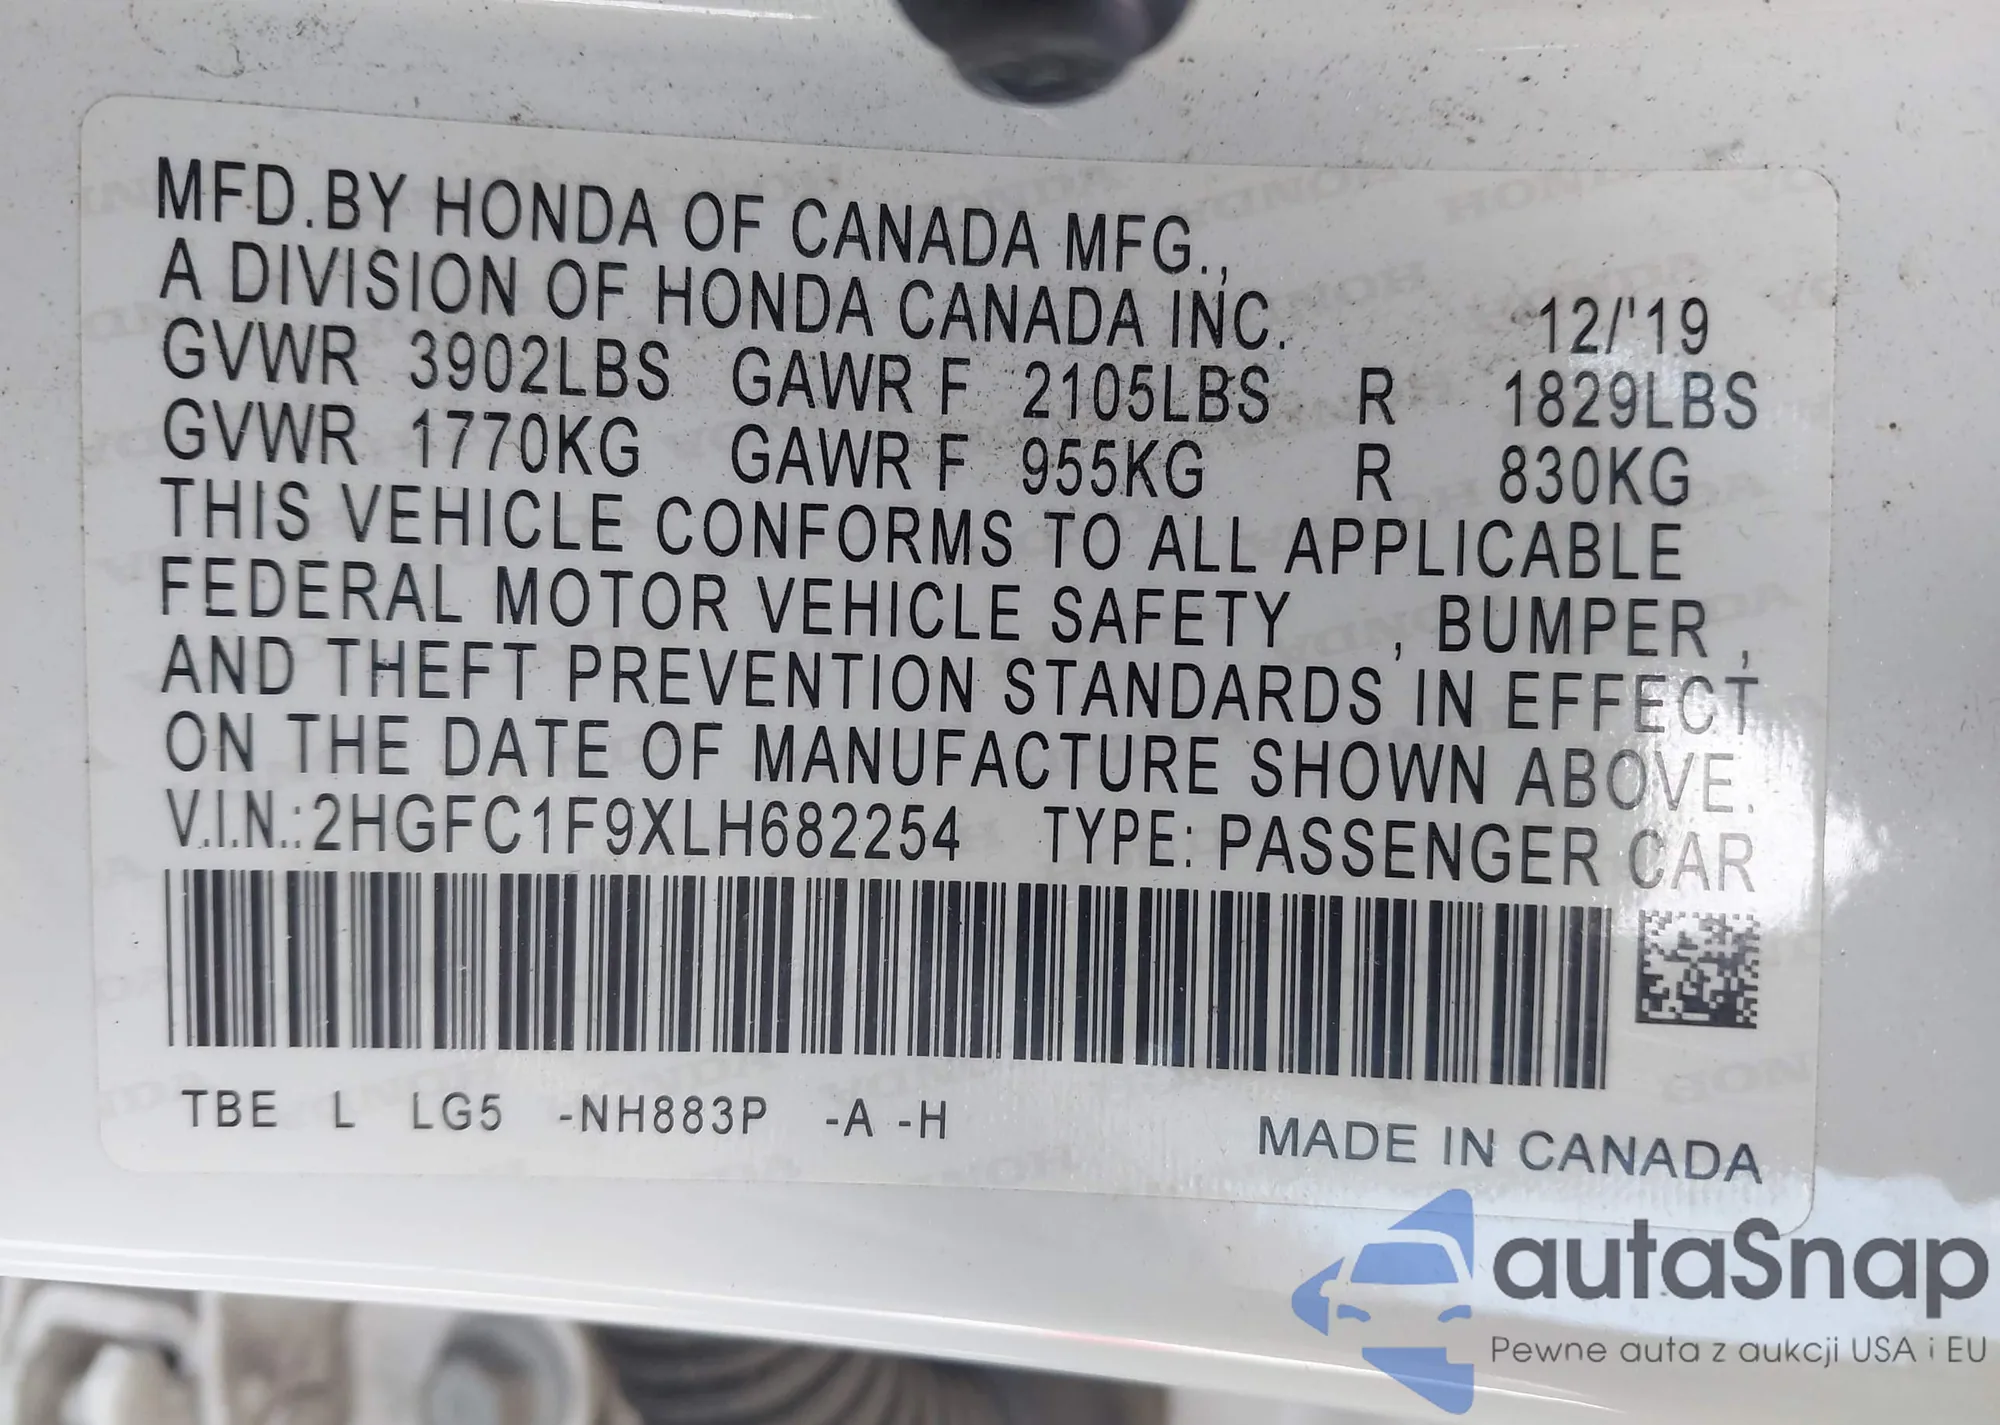 MFD.BY HONDA OF CANADA MFG.,
A DIVISION OF HONDA CANADA INC. 12/'19
GVWR 3902LBS GAWR F 2105LBS R 1829LBS
GVWR 1770KG GAWR F 955KG R 830KG
THIS VEHICLE CONFORMS TO ALL APPLICABLE
FEDERAL MOTOR VEHICLE SAFETY , BUMPER ,
AND THEFT PREVENTION STANDARDS IN EFFECT
ON THE DATE OF MANUFACTURE SHOWN ABOVE.
V.I.N.:2HGFC1F9XLH682254 TYPE: PASSENGER CAR
TBE L LG5 -NH883P -A -H
MADE IN CANADA
autaSnap
Pewne auta z aukcji USA i EU